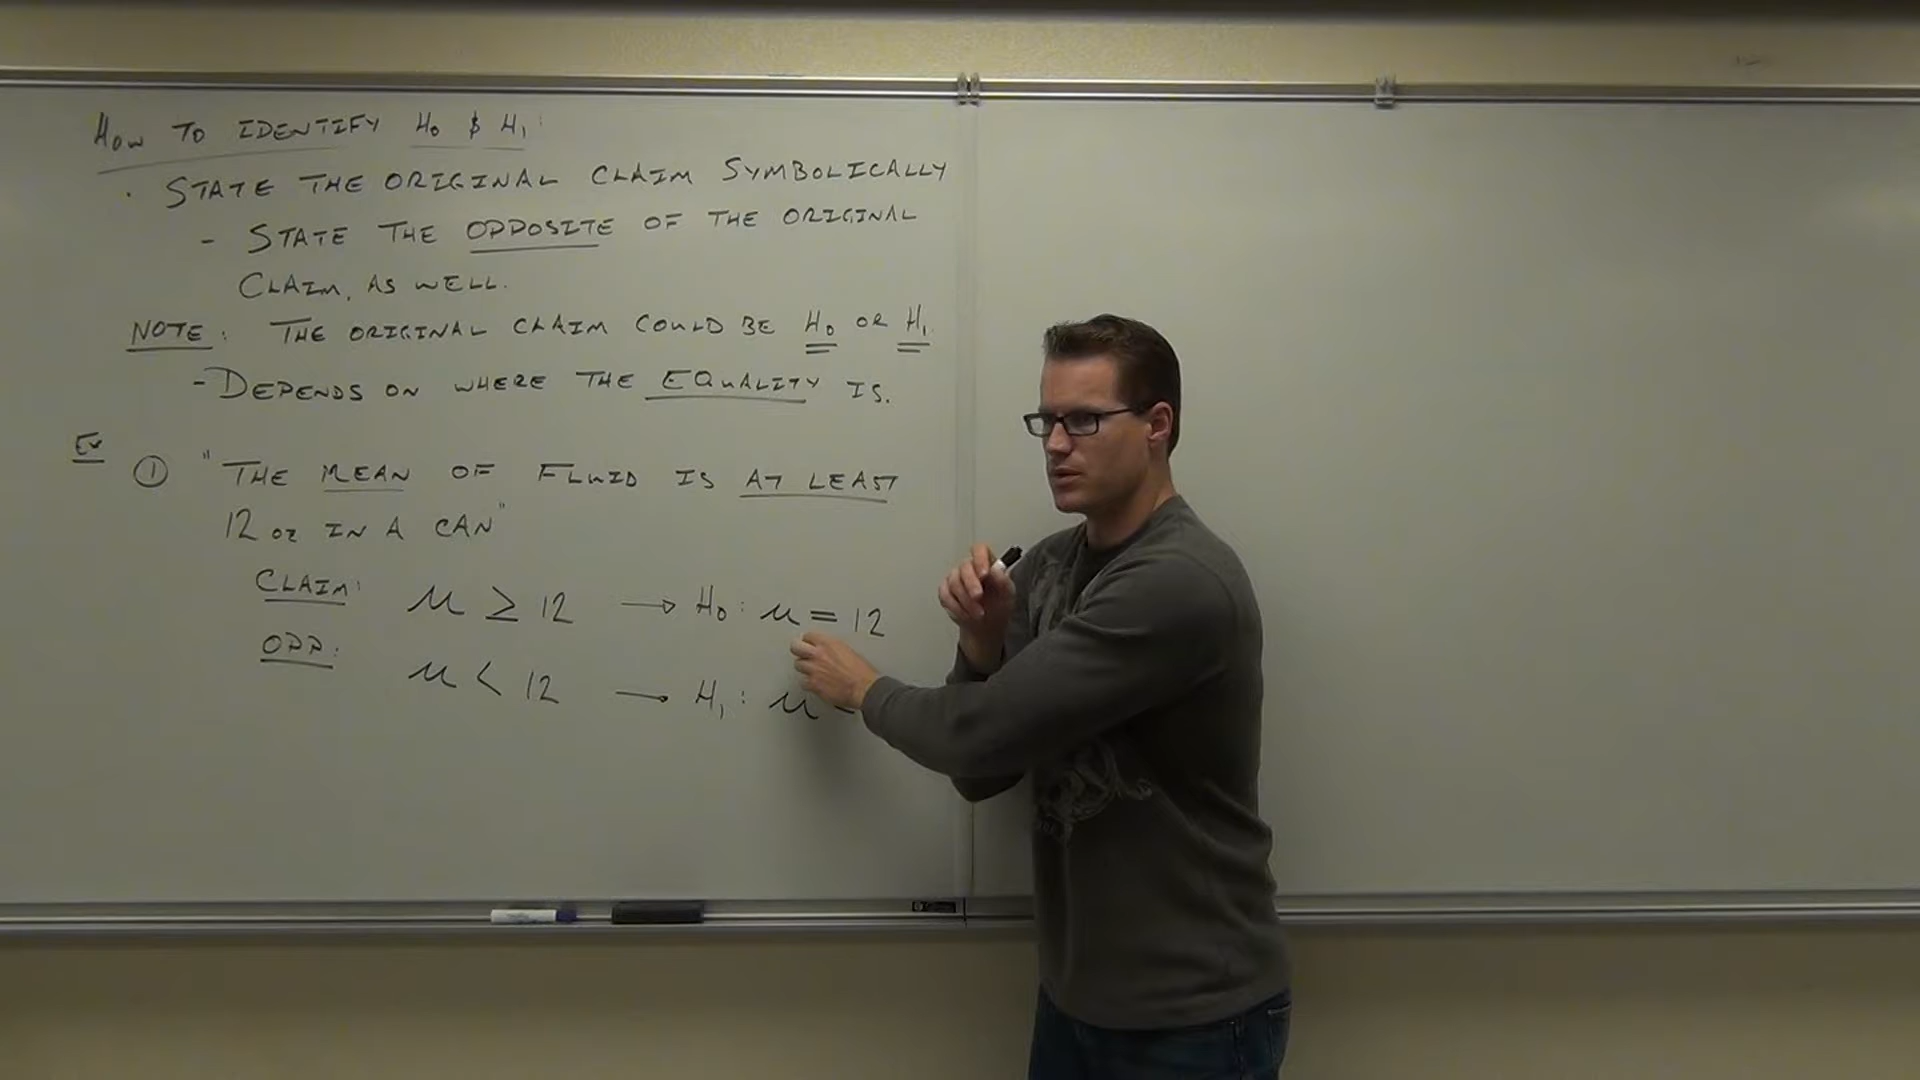 HOW TO IDENTIFY H₀ & H₁:
· STATE THE ORIGINAL CLAIM SYMBOLICALLY
- STATE THE OPPOSITE OF THE ORIGINAL
CLAIM, AS WELL.
NOTE: THE ORIGINAL CLAIM COULD BE H₀ OR H₁.
- DEPENDS ON WHERE THE EQUALITY IS.
EX ① "THE MEAN OF FLUID IS AT LEAST
12 OZ IN A CAN"
CLAIM: μ ≥ 12 → H₀: μ = 12
OPP: μ < 12 → H₁: μ